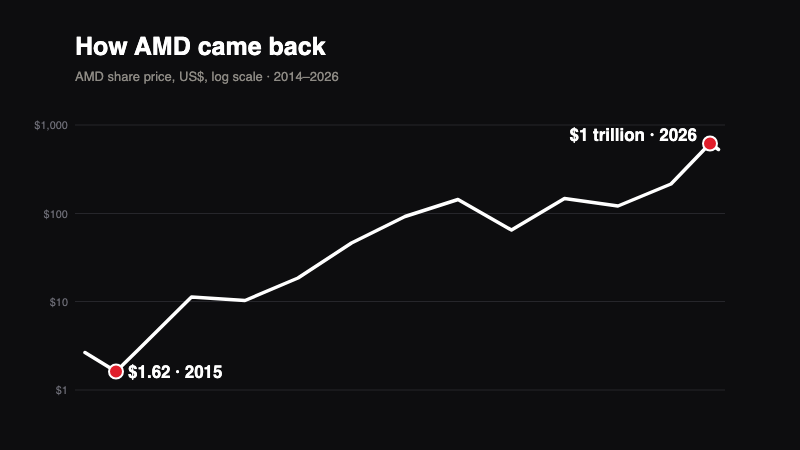 How AMD came back
AMD share price, US$, log scale · 2014–2026
$1,000
$1 trillion · 2026
$100
$10
$1.62 · 2015
$1